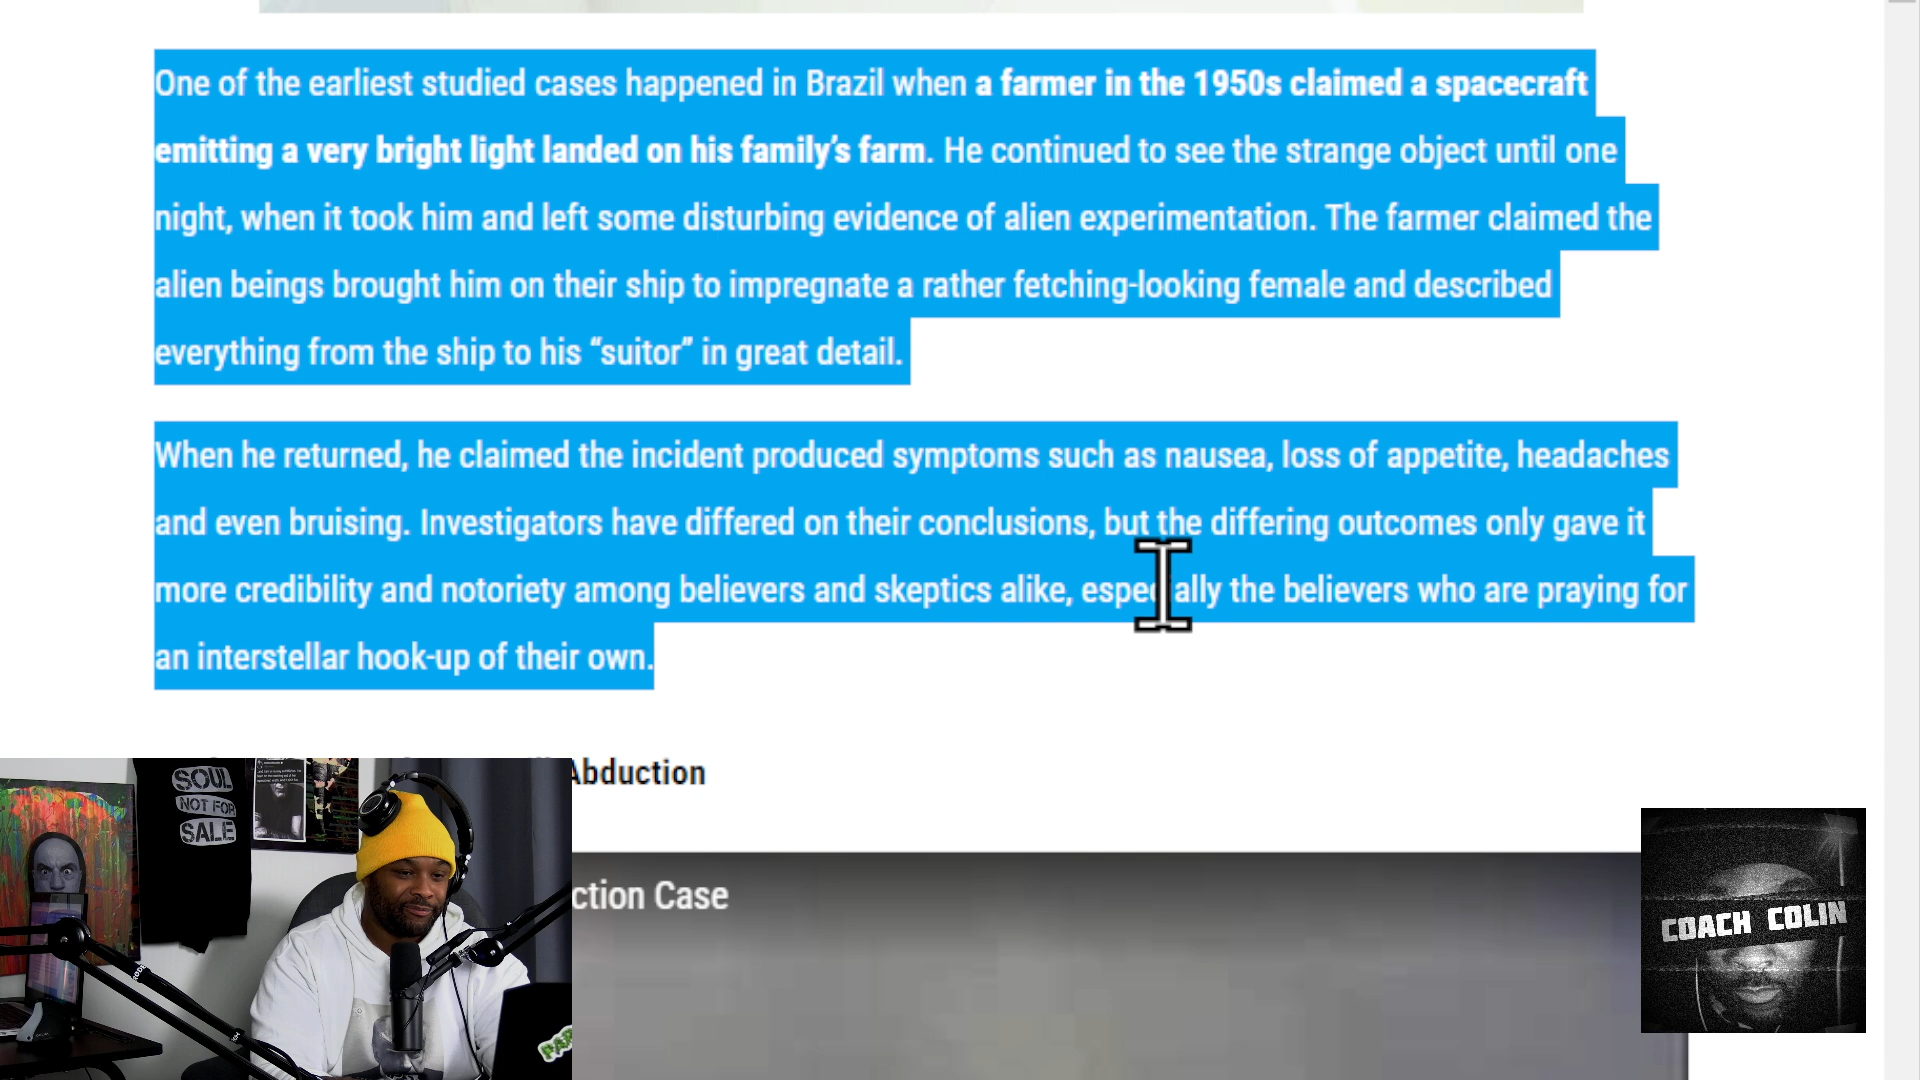 One of the earliest studied cases happened in Brazil when a farmer in the 1950s claimed a spacecraft
emitting a very bright light landed on his family’s farm. He continued to see the strange object until one
night, when it took him and left some disturbing evidence of alien experimentation. The farmer claimed the
alien beings brought him on their ship to impregnate a rather fetching-looking female and described
everything from the ship to his “suitor” in great detail.
When he returned, he claimed the incident produced symptoms such as nausea, loss of appetite, headaches
and even bruising. Investigators have differed on their conclusions, but the differing outcomes only gave it
more credibility and notoriety among believers and skeptics alike, especially the believers who are praying for
an interstellar hook-up of their own.
Abduction
ction Case
SOUL
NOT FOR
SALE
COACH COLIN